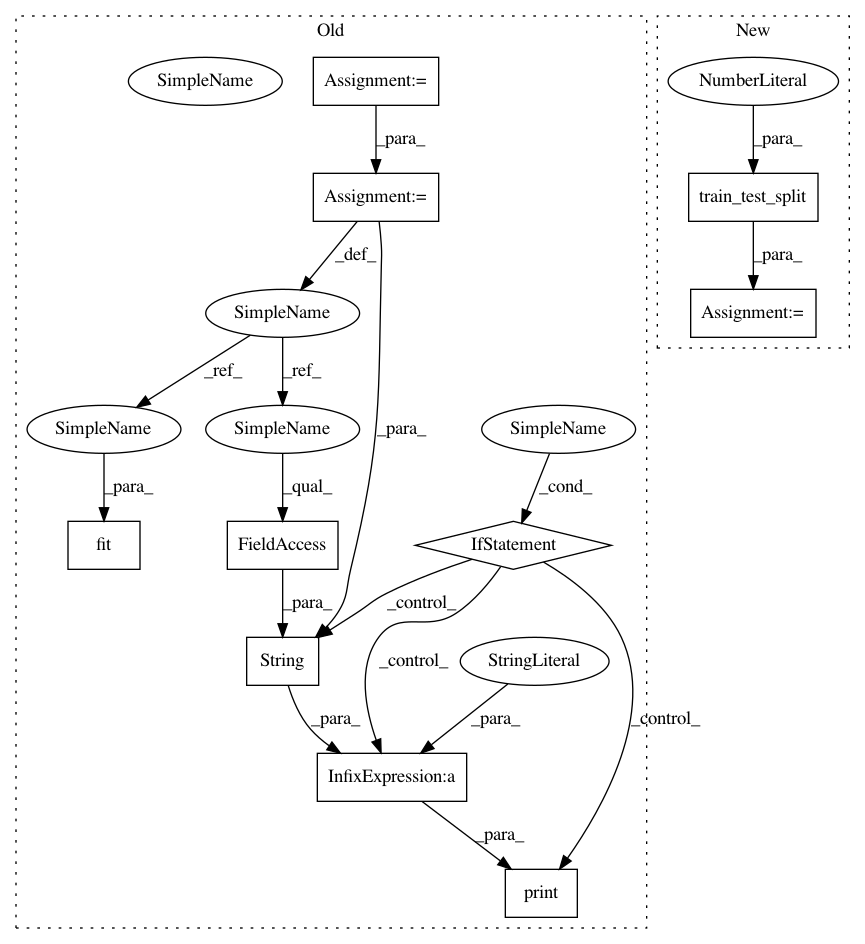 Old
New
SimpleName
Assignment:=
NumberLiteral
_para_
_para_
Assignment:=
train_test_split
_def_
_para_
SimpleName
Assignment:=
_ref_
_ref_
SimpleName
SimpleName
_para_
SimpleName
_para_
_qual_
_cond_
fit
FieldAccess
IfStatement
_para_
_control_
String
_control_
StringLiteral
_para_
_para_
_control_
InfixExpression:a
_para_
print